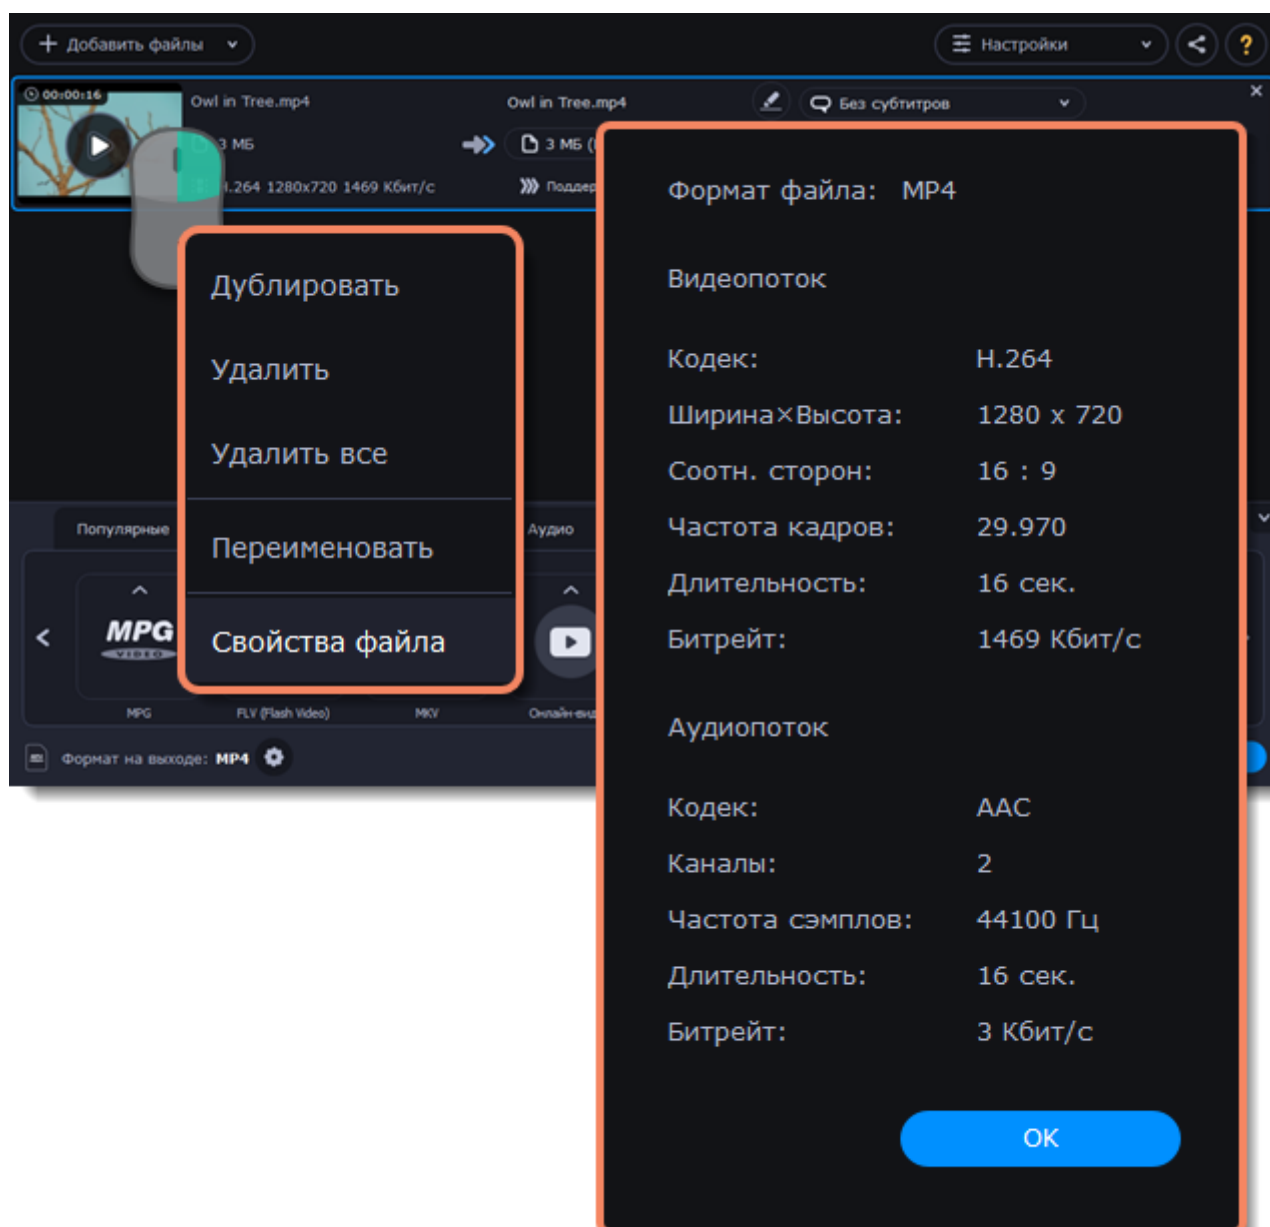 Добавить файлы
Настройки
?
00:00:16
Owl in Tree.mp4
Owl in Tree.mp4
Без субтитров
3 МБ
3 МБ
H.264 1280x720 1469 Кбит/с
Дублировать
Удалить
Удалить все
Переименовать
Свойства файла
Популярные
Аудио
MPG
VIDEO
MPG
FLV (Flash Video)
MKV
Формат на выходе: MP4
Формат файла: MP4
Видеопоток
Кодек: H.264
Ширина×Высота: 1280 x 720
Соотн. сторон: 16 : 9
Частота кадров: 29.970
Длительность: 16 сек.
Битрейт: 1469 Кбит/с
Аудиопоток
Кодек: AAC
Каналы: 2
Частота сэмплов: 44100 Гц
Длительность: 16 сек.
Битрейт: 3 Кбит/с
OK